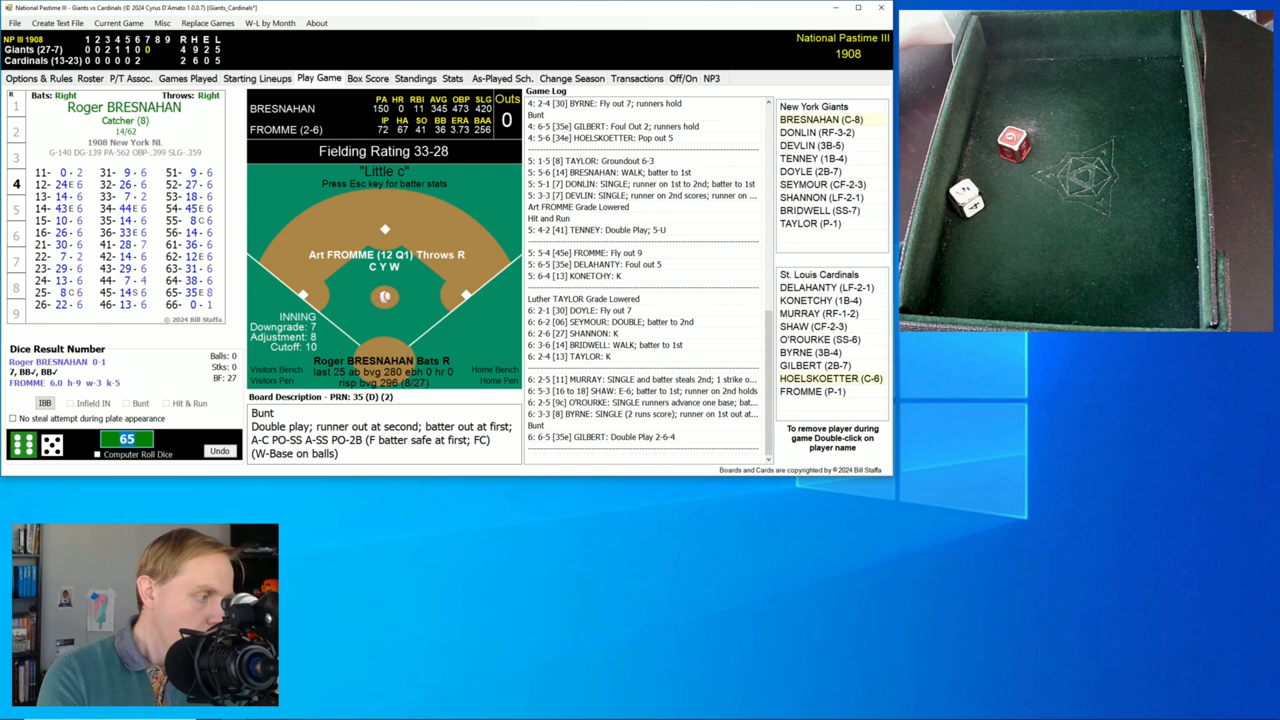 National Pastime III - Giants vs Cardinals (© 2024 Cyrus D'Amato 1.0.0.7) [Giants_Cardinals*]
File Create Text File Current Game Misc Replace Games W-L by Month About
NP III 1908 1 2 3 4 5 6 7 8 9 R H E L
Giants (27-7) 0 0 2 1 1 0 0 4 9 2 5
Cardinals (13-23) 0 0 0 0 0 2 2 6 0 5
National Pastime III
1908
Options & Rules Roster P/T Assoc. Games Played Starting Lineups Play Game Box Score Standings Stats As-Played Sch. Change Season Transactions Off/On NP3
R
1
2
3
4
5
6
7
8
9
Bats: Right Throws: Right
Roger BRESNAHAN
Catcher (8)
14/62
1908 New York NL
G-140 DG-139 PA-562 OBP-.399 SLG-.359
11- 0 - 2 31- 9 - 6 51- 9 - 6
12- 24 E 6 32- 26 - 6 52- 27 - 6
13- 14 - 6 33- 7 - 2 53- 18 - 6
14- 43 E 6 34- 44 E 6 54- 45 E 6
15- 10 - 6 35- 14 - 6 55- 8 C 6
16- 26 - 6 36- 33 E 6 56- 14 - 6
21- 30 - 6 41- 28 - 7 61- 36 - 6
22- 7 - 2 42- 14 - 6 62- 12 E 6
23- 29 - 6 43- 29 - 6 63- 31 - 6
24- 13 - 6 44- 7 - 4 64- 38 - 6
25- 8 C 6 45- 14 S 6 65- 35 E 8
26- 22 - 6 46- 13 - 6 66- 0 - 1
© 2024 Bill Staffa
Dice Result Number
Roger BRESNAHAN 0-1
7, BB✓, BB✓
FROMME 6.0 h-9 w-3 k-5
Balls: 0
Stks: 0
BF: 27
IBB Infield IN Bunt Hit & Run
No steal attempt during plate appearance
65
Computer Roll Dice
Undo
PA HR RBI AVG OBP SLG
BRESNAHAN 150 0 11 345 473 420
IP HA SO BB ERA BAA
FROMME (2-6) 72 67 41 36 3.73 256
Outs
0
Fielding Rating 33-28
"Little c"
Press Esc key for batter stats
Art FROMME (12 Q1) Throws R
C Y W
INNING
Downgrade: 7
Adjustment: 8
Cutoff: 10
Roger BRESNAHAN Bats R
last 25 ab bvg 280 ebh 0 hr 0
risp bvg 296 (8/27)
Visitors Bench
Visitors Pen
Home Bench
Home Pen
Board Description - PRN: 35 (D) (2)
Bunt
Double play; runner out at second; batter out at first;
A-C PO-SS A-SS PO-2B (F batter safe at first; FC)
(W-Base on balls)
Game Log
4: 2-4 [30] BYRNE: Fly out 7; runners hold
Bunt
4: 6-5 [35e] GILBERT: Foul Out 2; runners hold
4: 5-6 [34e] HOELSKOETTER: Pop out 5
5: 1-5 [8] TAYLOR: Groundout 6-3
5: 5-6 [14] BRESNAHAN: WALK; batter to 1st
5: 5-1 [7] DONLIN: SINGLE; runner on 1st to 2nd; batter to 1st
5: 3-3 [7] DEVLIN: SINGLE; runner on 2nd scores; runner on ...
Art FROMME Grade Lowered
Hit and Run
5: 4-2 [41] TENNEY: Double Play; 5-U
5: 5-4 [45e] FROMME: Fly out 9
5: 6-5 [35e] DELAHANTY: Foul out 5
5: 6-4 [13] KONETCHY: K
Luther TAYLOR Grade Lowered
6: 2-1 [30] DOYLE: Fly out 7
6: 6-2 [06] SEYMOUR: DOUBLE; batter to 2nd
6: 2-6 [27] SHANNON: K
6: 3-6 [14] BRIDWELL: WALK; batter to 1st
6: 2-4 [13] TAYLOR: K
6: 2-5 [11] MURRAY: SINGLE and batter steals 2nd; 1 strike o...
6: 5-3 [16 to 18] SHAW: E-6; batter to 1st; runner on 2nd holds
6: 2-5 [9c] O'ROURKE: SINGLE runners advance one base; bat...
6: 3-3 [8] BYRNE: SINGLE (2 runs score); runner on 1st out at...
Bunt
6: 6-5 [35e] GILBERT: Double Play 2-6-4
New York Giants
BRESNAHAN (C-8)
DONLIN (RF-3-2)
DEVLIN (3B-5)
TENNEY (1B-4)
DOYLE (2B-7)
SEYMOUR (CF-2-3)
SHANNON (LF-2-1)
BRIDWELL (SS-7)
TAYLOR (P-1)
St. Louis Cardinals
DELAHANTY (LF-2-1)
KONETCHY (1B-4)
MURRAY (RF-1-2)
SHAW (CF-2-3)
O'ROURKE (SS-6)
BYRNE (3B-4)
GILBERT (2B-7)
HOELSKOETTER (C-6)
FROMME (P-1)
To remove player during
game Double-click on
player name
Boards and Cards are copyrighted by © 2024 Bill Staffa